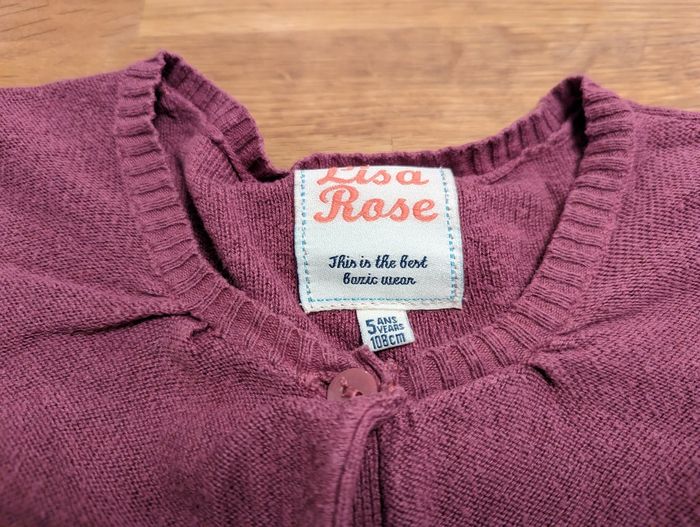 Lisa
Rose
This is the best
bazic wear
5 ANS
YEARS
108cm